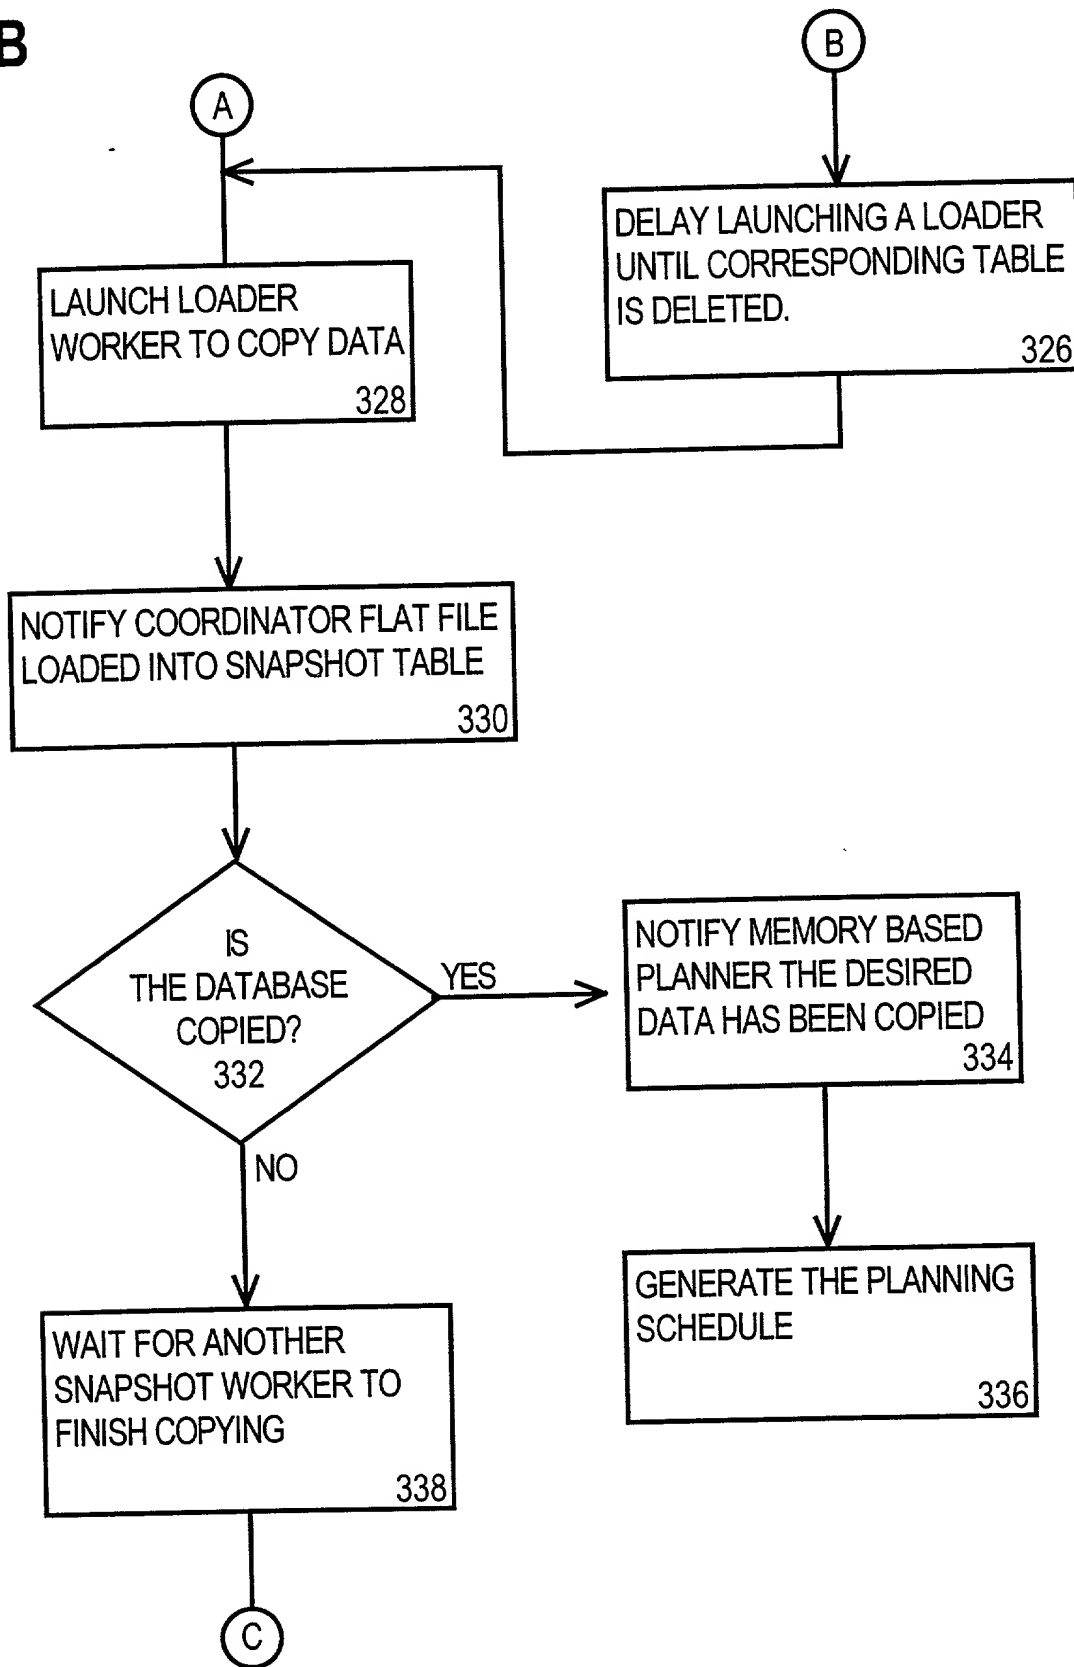 B
B
A
DELAY LAUNCHING A LOADER
UNTIL CORRESPONDING TABLE
IS DELETED.
326
LAUNCH LOADER
WORKER TO COPY DATA
328
NOTIFY COORDINATOR FLAT FILE
LOADED INTO SNAPSHOT TABLE
330
IS
THE DATABASE
COPIED?
332
YES
NO
NOTIFY MEMORY BASED
PLANNER THE DESIRED
DATA HAS BEEN COPIED
334
GENERATE THE PLANNING
SCHEDULE
336
WAIT FOR ANOTHER
SNAPSHOT WORKER TO
FINISH COPYING
338
C